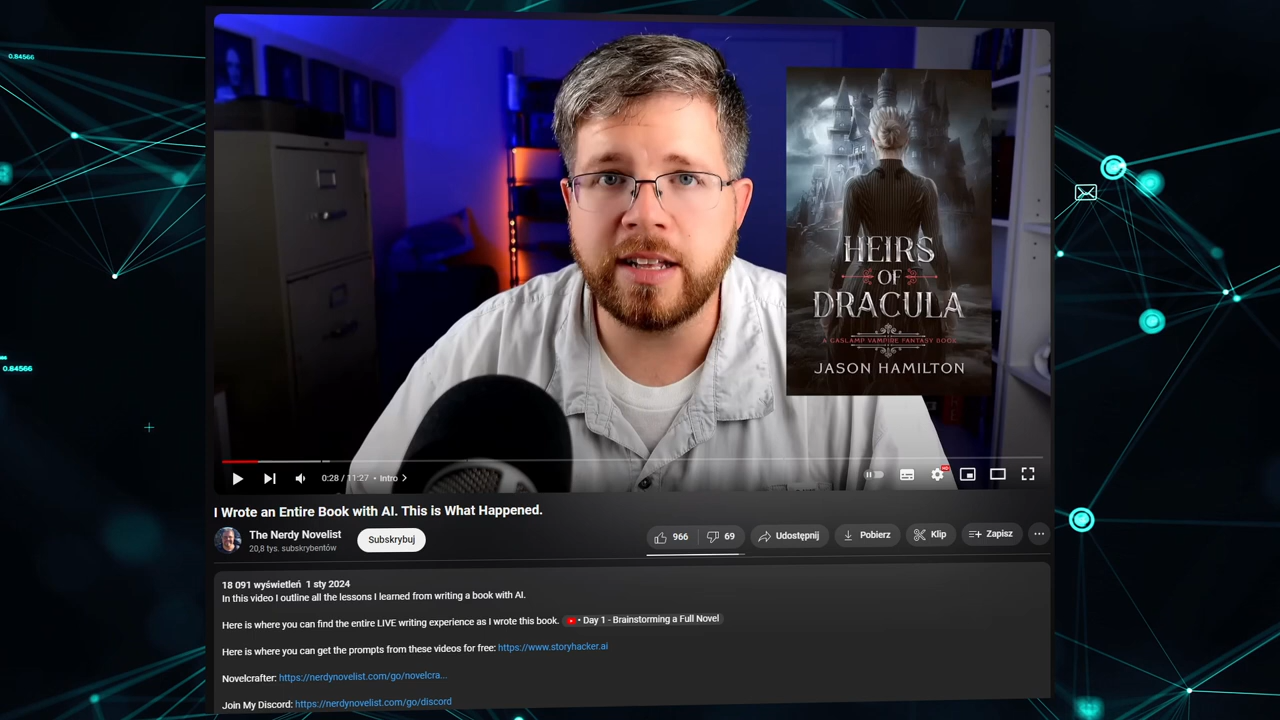 0.84566
HEIRS
OF
DRACULA
A GASLAMP VAMPIRE FANTASY BOOK
JASON HAMILTON
0.84566
0:28 / 11:27 • Intro
HD
I Wrote an Entire Book with AI. This is What Happened.
The Nerdy Novelist
20,8 tys. subskrybentów
Subskrybuj
966
69
Udostępnij
Pobierz
Klip
Zapisz
18 091 wyświetleń 1 sty 2024
In this video I outline all the lessons I learned from writing a book with AI.
Here is where you can find the entire LIVE writing experience as I wrote this book. • Day 1 - Brainstorming a Full Novel
Here is where you can get the prompts from these videos for free: https://www.storyhacker.ai
Novelcrafter: https://nerdynovelist.com/go/novelcra...
Join My Discord: https://nerdynovelist.com/go/discord